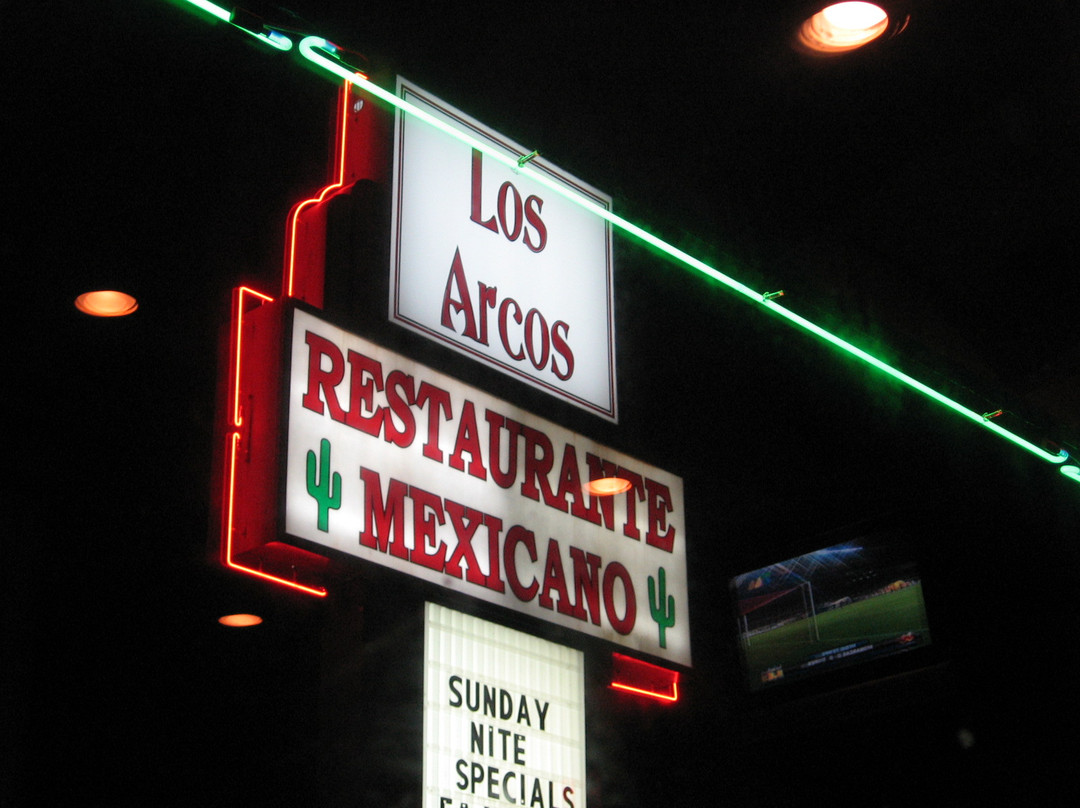 LOS
ARCOS
RESTAURANTE
MEXICANO
SUNDAY
NITE
SPECIALS